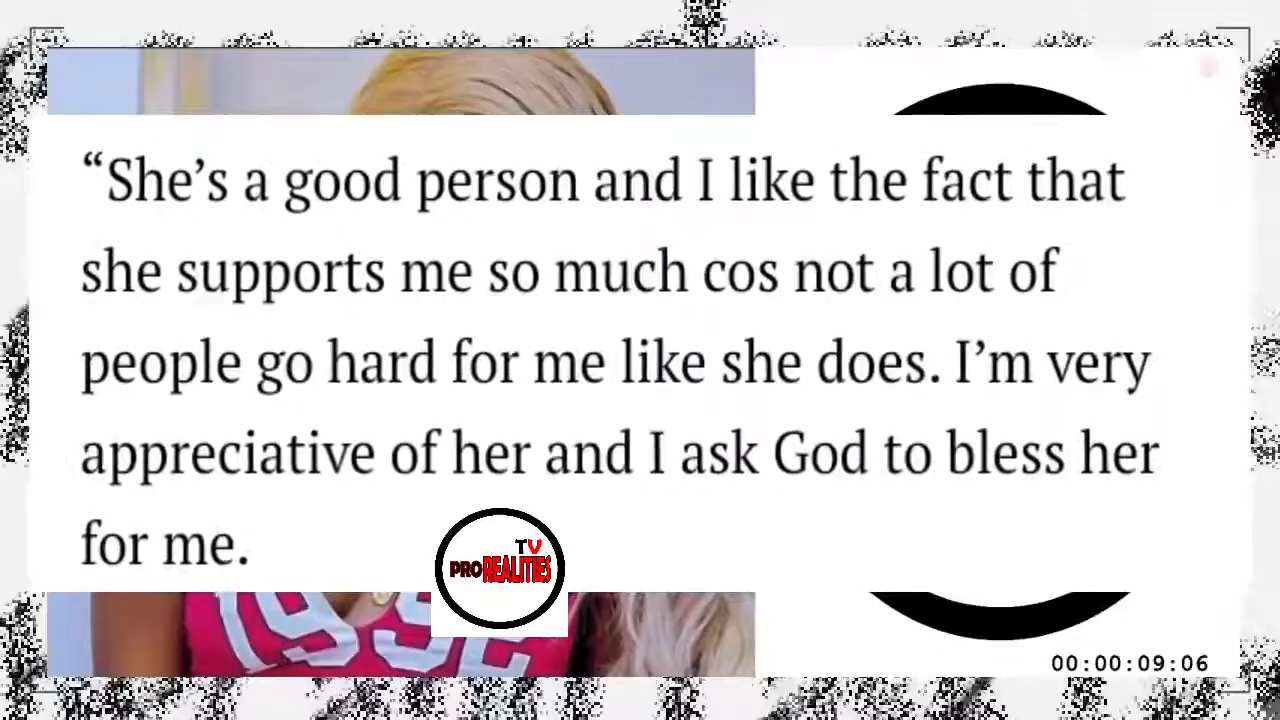 “She’s a good person and I like the fact that
she supports me so much cos not a lot of
people go hard for me like she does. I’m very
appreciative of her and I ask God to bless her
for me.
TV
PROREALITIES
00:00:09:06